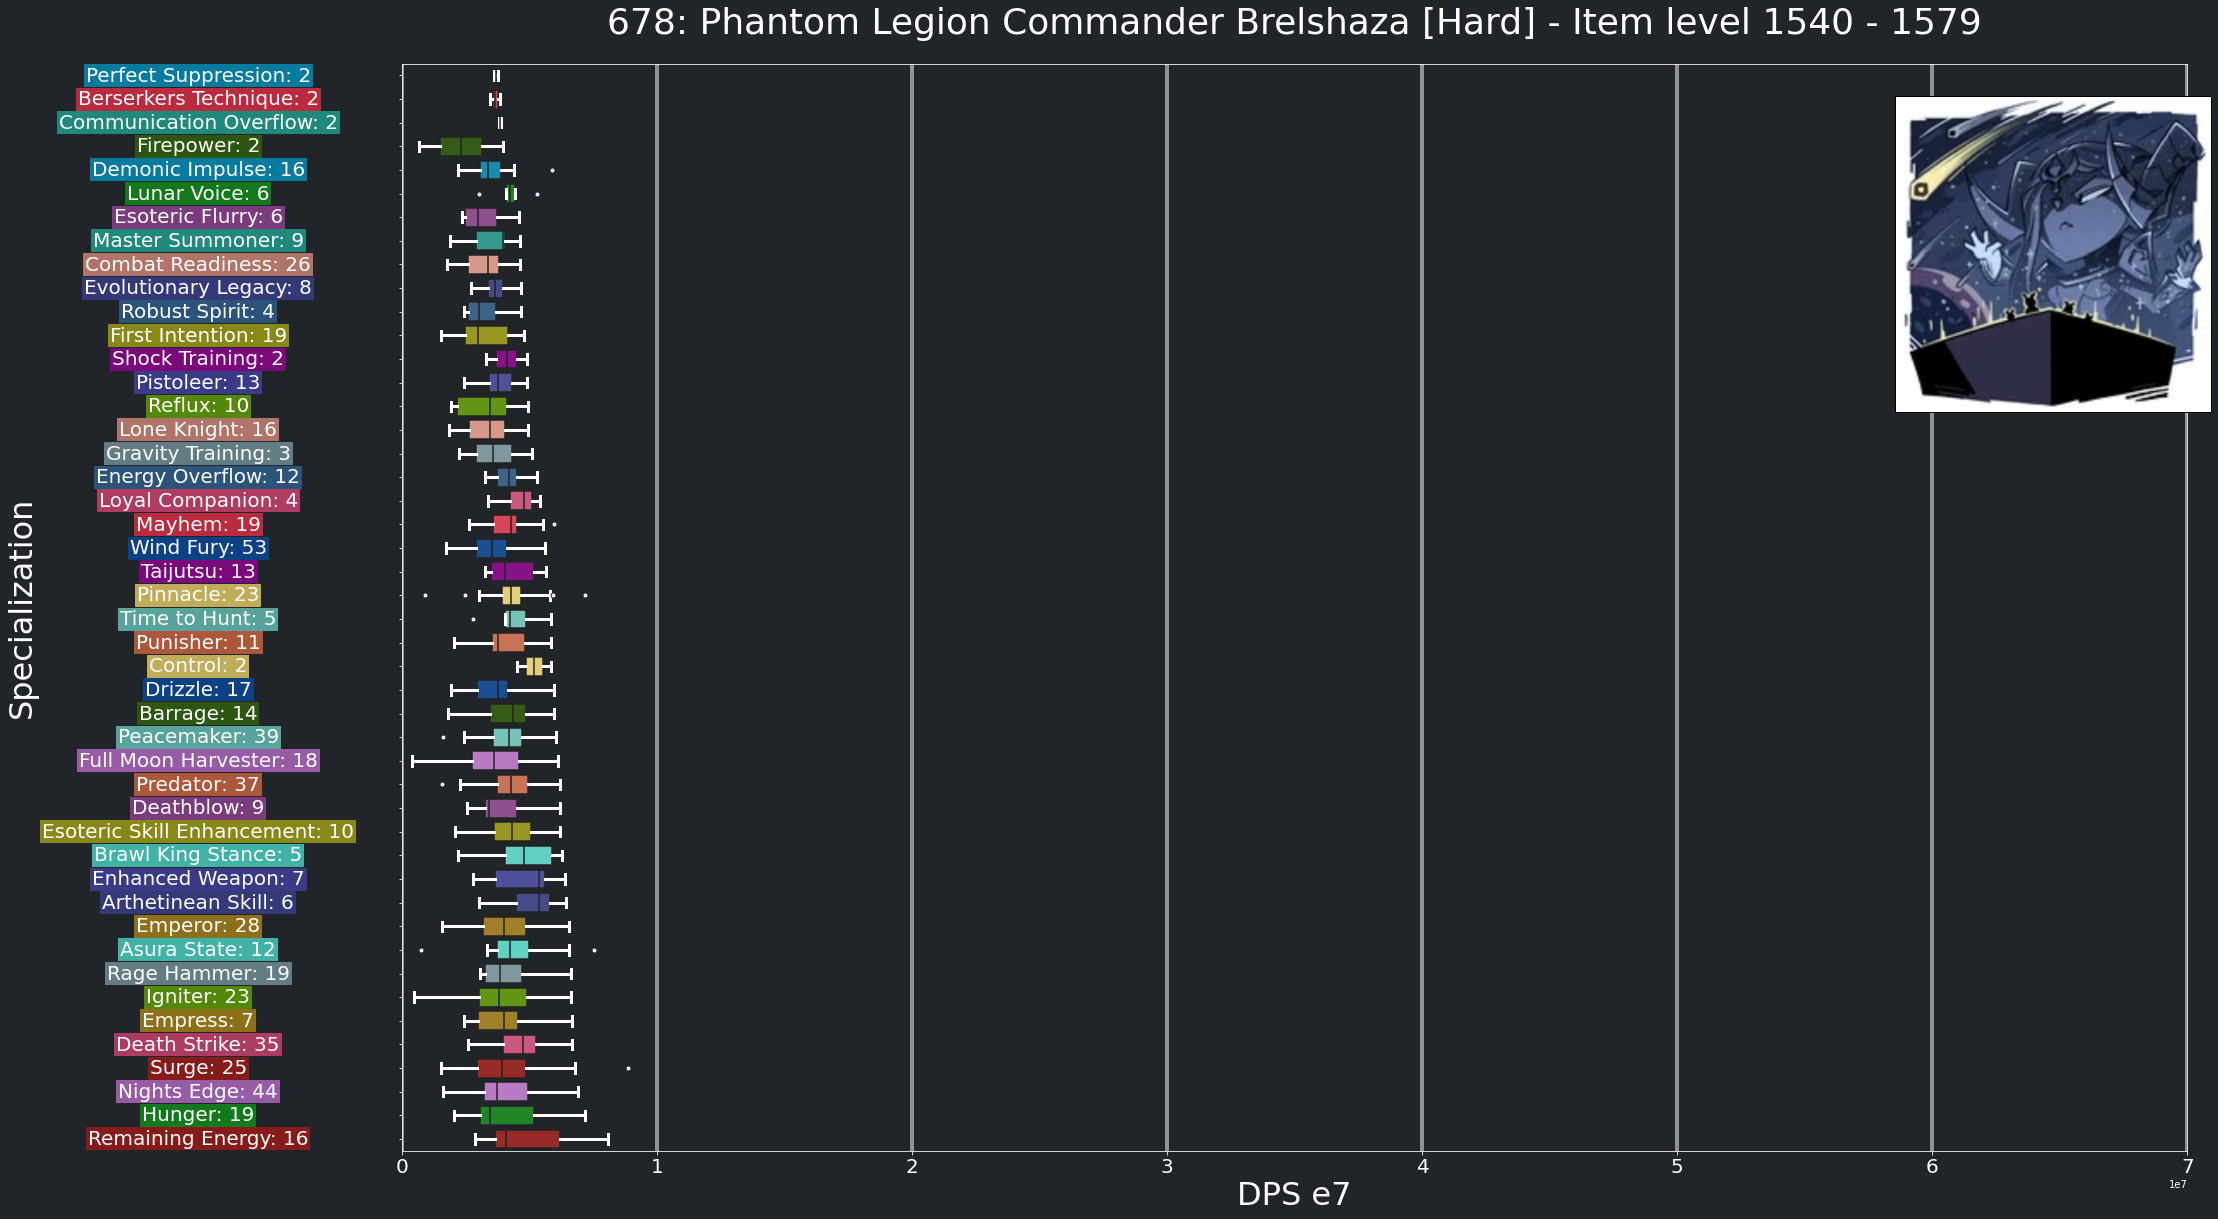 678: Phantom Legion Commander Brelshaza [Hard] - Item level 1540 - 1579
Specialization
Perfect Suppression: 2
Berserkers Technique: 2
Communication Overflow: 2
Firepower: 2
Demonic Impulse: 16
Lunar Voice: 6
Esoteric Flurry: 6
Master Summoner: 9
Combat Readiness: 26
Evolutionary Legacy: 8
Robust Spirit: 4
First Intention: 19
Shock Training: 2
Pistoleer: 13
Reflux: 10
Lone Knight: 16
Gravity Training: 3
Energy Overflow: 12
Loyal Companion: 4
Mayhem: 19
Wind Fury: 53
Taijutsu: 13
Pinnacle: 23
Time to Hunt: 5
Punisher: 11
Control: 2
Drizzle: 17
Barrage: 14
Peacemaker: 39
Full Moon Harvester: 18
Predator: 37
Deathblow: 9
Esoteric Skill Enhancement: 10
Brawl King Stance: 5
Enhanced Weapon: 7
Arthetinean Skill: 6
Emperor: 28
Asura State: 12
Rage Hammer: 19
Igniter: 23
Empress: 7
Death Strike: 35
Surge: 25
Nights Edge: 44
Hunger: 19
Remaining Energy: 16
0 1 2 3 4 5 6 7
1e7
DPS e7